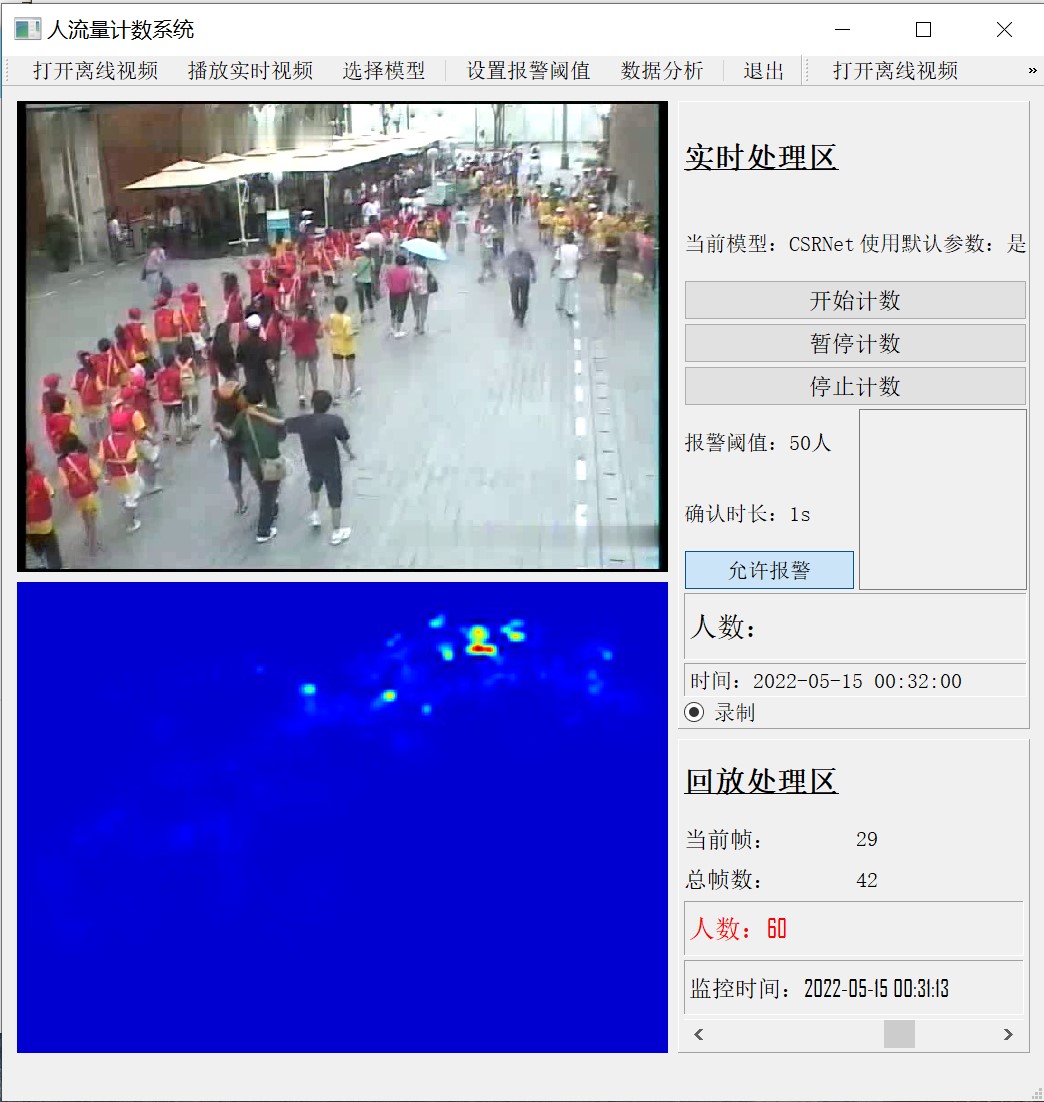 人流量计数系统
打开离线视频 播放实时视频 选择模型 设置报警阈值 数据分析 退出 打开离线视频 »
实时处理区
当前模型：CSRNet 使用默认参数：是
开始计数
暂停计数
停止计数
报警阈值：50人
确认时长：1s
允许报警
人数：
时间：2022-05-15 00:32:00
录制
回放处理区
当前帧： 29
总帧数： 42
人数：60
监控时间：2022-05-15 00:31:13